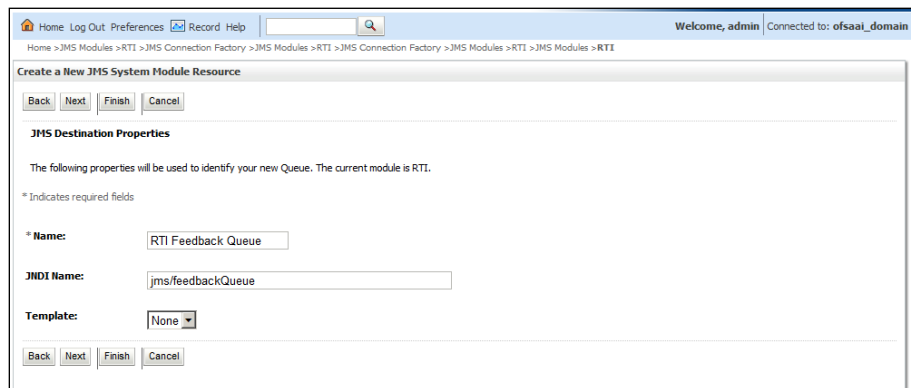 Home Log Out Preferences Record Help Welcome, admin Connected to: ofsaai_domain
Home >JMS Modules >RTI >JMS Connection Factory >JMS Modules >RTI >JMS Connection Factory >JMS Modules >RTI >JMS Modules >RTI
Create a New JMS System Module Resource
Back Next Finish Cancel
JMS Destination Properties
The following properties will be used to identify your new Queue. The current module is RTI.
* Indicates required fields
* Name: RTI Feedback Queue
JNDI Name: jms/feedbackQueue
Template: None
Back Next Finish Cancel